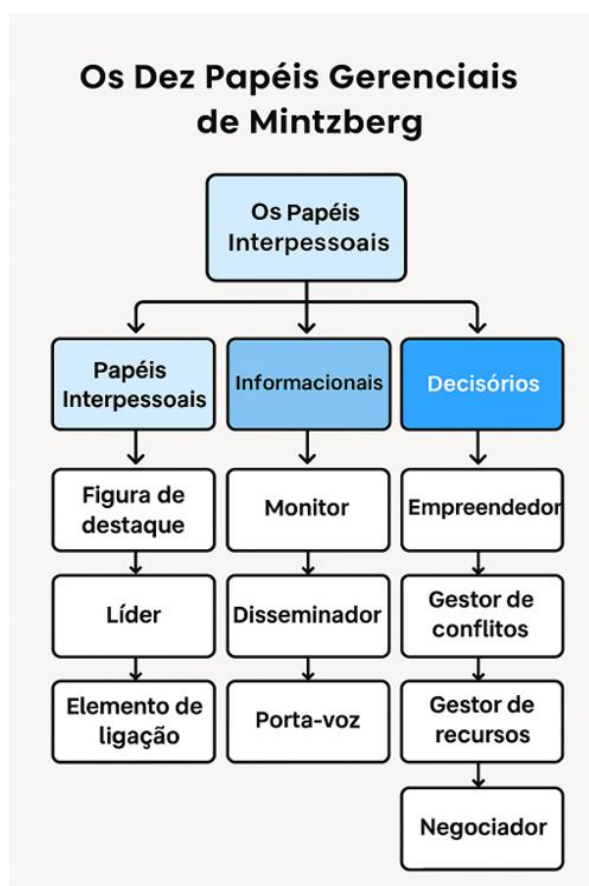 Os Dez Papéis Gerenciais
de Mintzberg
Os Papéis
Interpessoais
Papéis
Interpessoais
Informacionais
Decisórios
Figura de
destaque
Monitor
Empreendedor
Líder
Disseminador
Gestor de
conflitos
Elemento de
ligação
Porta-voz
Gestor de
recursos
Negociador